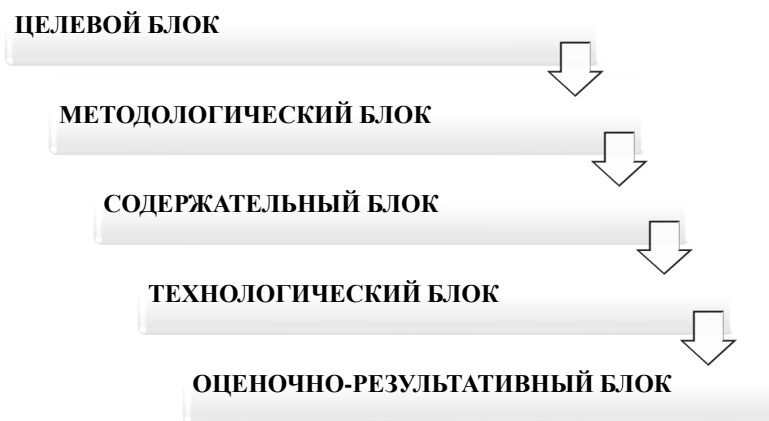 ЦЕЛЕВОЙ БЛОК
МЕТОДОЛОГИЧЕСКИЙ БЛОК
СОДЕРЖАТЕЛЬНЫЙ БЛОК
ТЕХНОЛОГИЧЕСКИЙ БЛОК
ОЦЕНОЧНО-РЕЗУЛЬТАТИВНЫЙ БЛОК